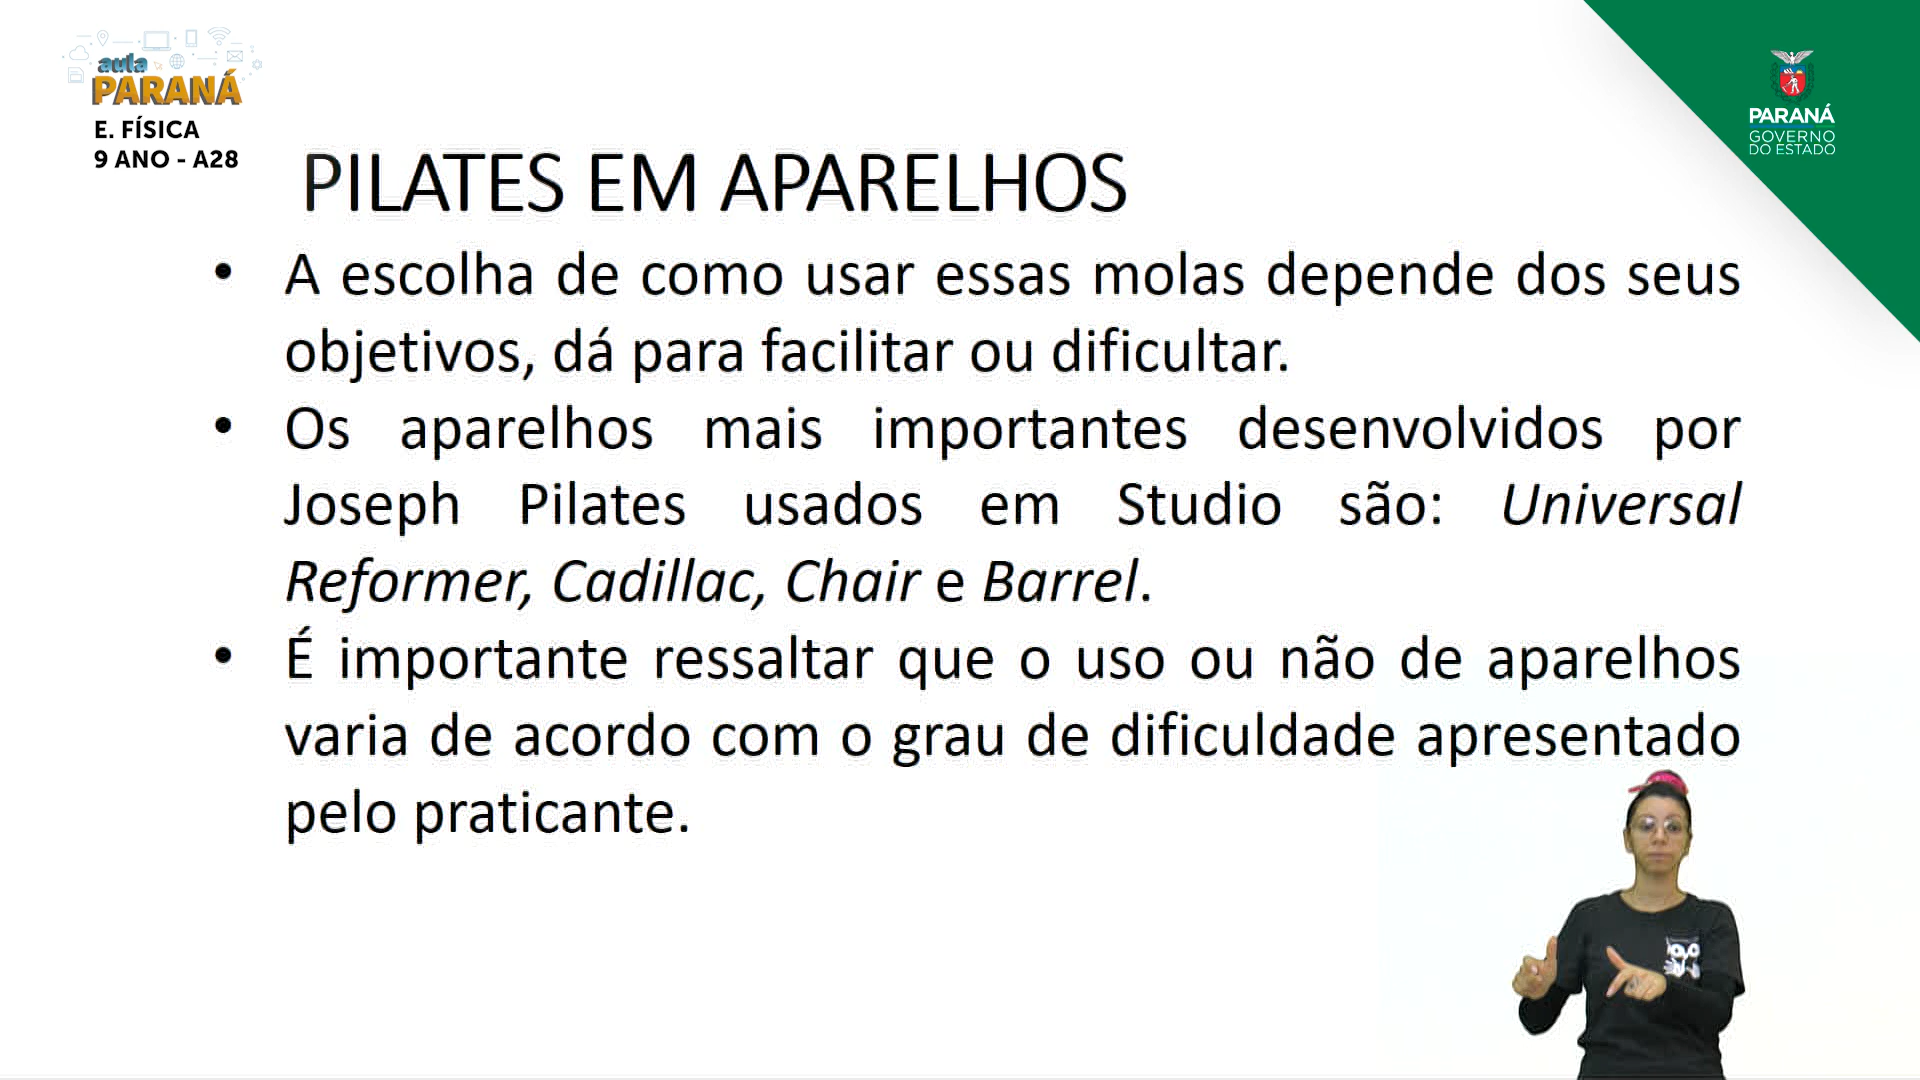 aula
PARANÁ
E. FÍSICA
9 ANO - A28
PARANÁ
GOVERNO
DO ESTADO
PILATES EM APARELHOS
• A escolha de como usar essas molas depende dos seus
objetivos, dá para facilitar ou dificultar.
• Os aparelhos mais importantes desenvolvidos por
Joseph Pilates usados em Studio são: Universal
Reformer, Cadillac, Chair e Barrel.
• É importante ressaltar que o uso ou não de aparelhos
varia de acordo com o grau de dificuldade apresentado
pelo praticante.